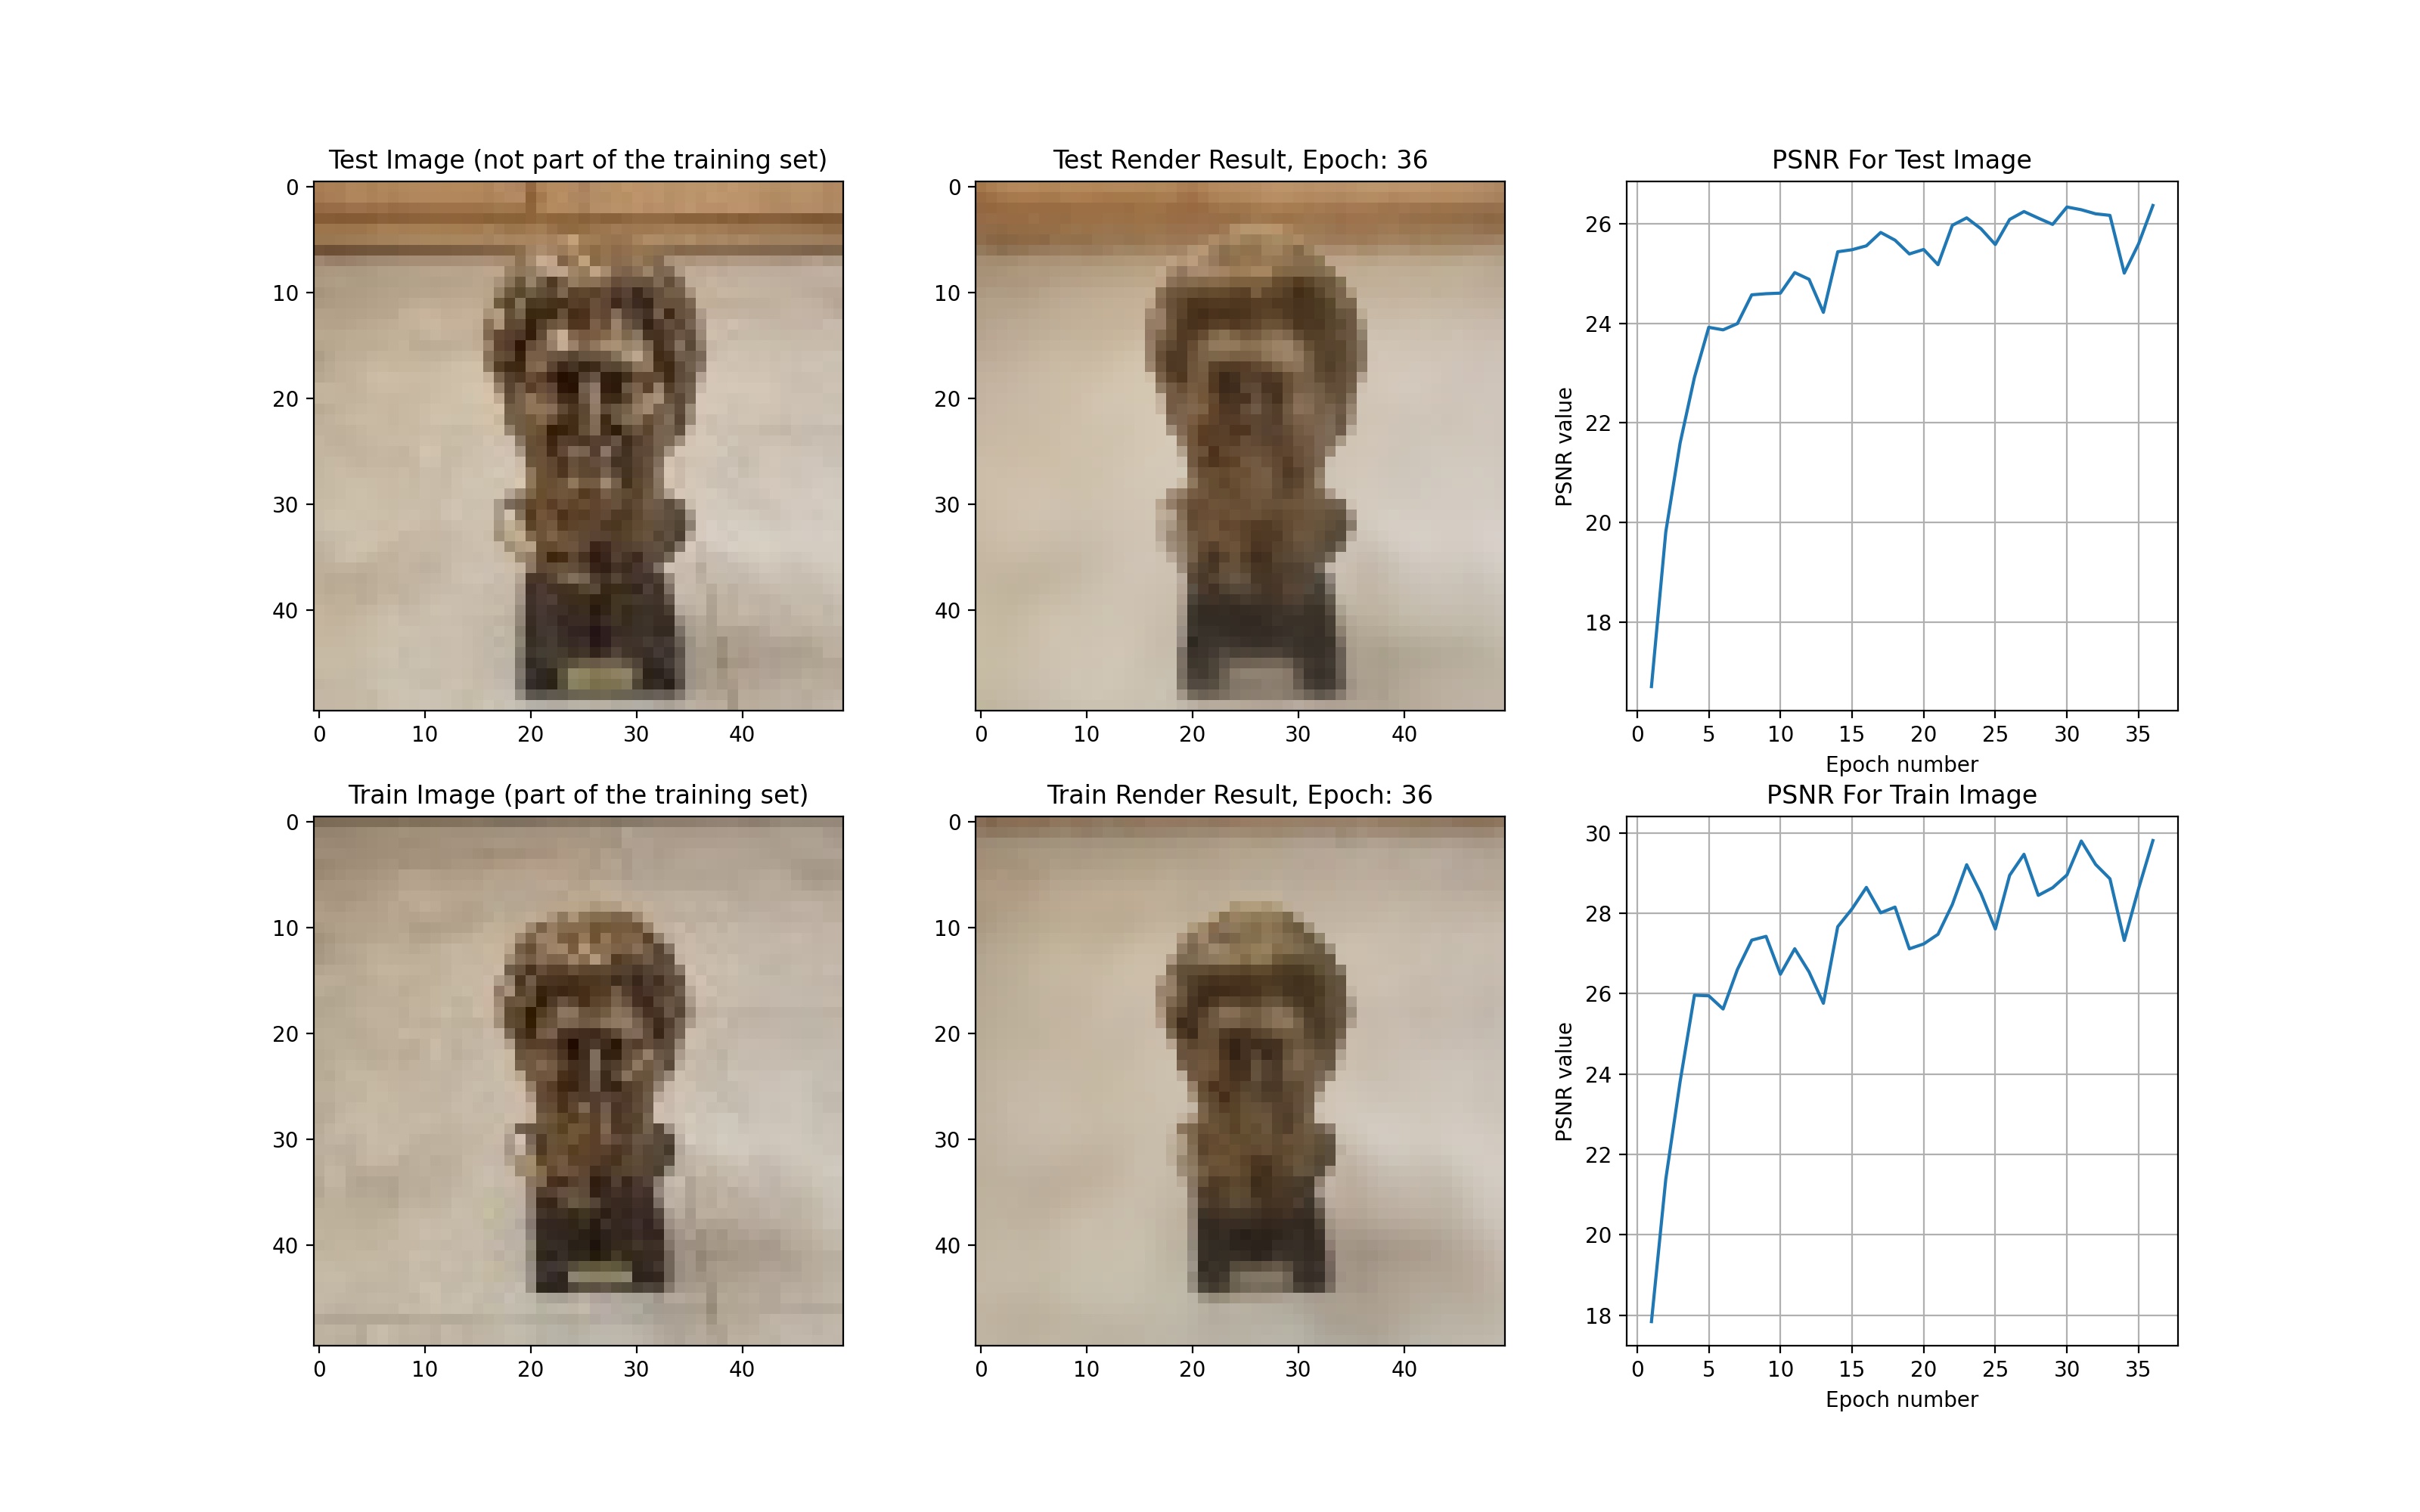 Test Image (not part of the training set)
0
10
20
30
40
0 10 20 30 40
Test Render Result, Epoch: 36
0
10
20
30
40
0 10 20 30 40
PSNR For Test Image
PSNR value
26
24
22
20
18
0 5 10 15 20 25 30 35
Epoch number
Train Image (part of the training set)
0
10
20
30
40
0 10 20 30 40
Train Render Result, Epoch: 36
0
10
20
30
40
0 10 20 30 40
PSNR For Train Image
PSNR value
30
28
26
24
22
20
18
0 5 10 15 20 25 30 35
Epoch number